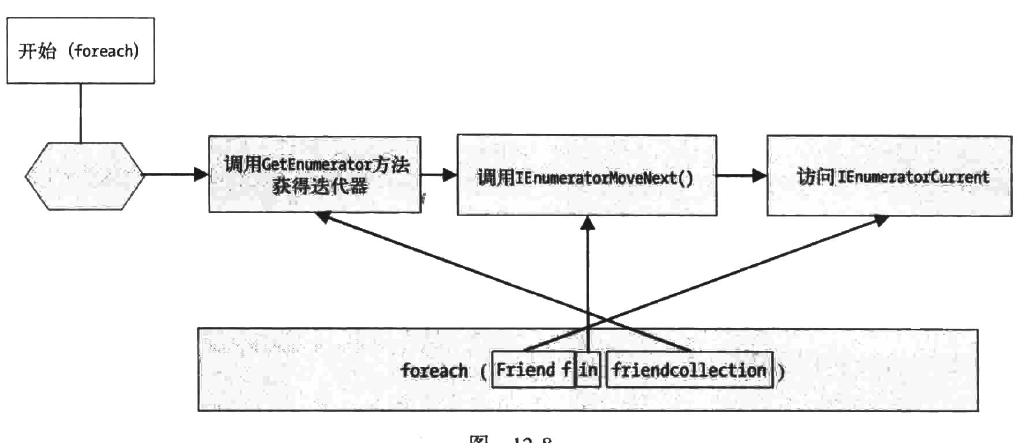 开始（foreach）
调用GetEnumerator方法
获得迭代器
调用IEnumeratorMoveNext()
访问IEnumeratorCurrent
foreach ( Friend f in friendcollection )
图 12-8